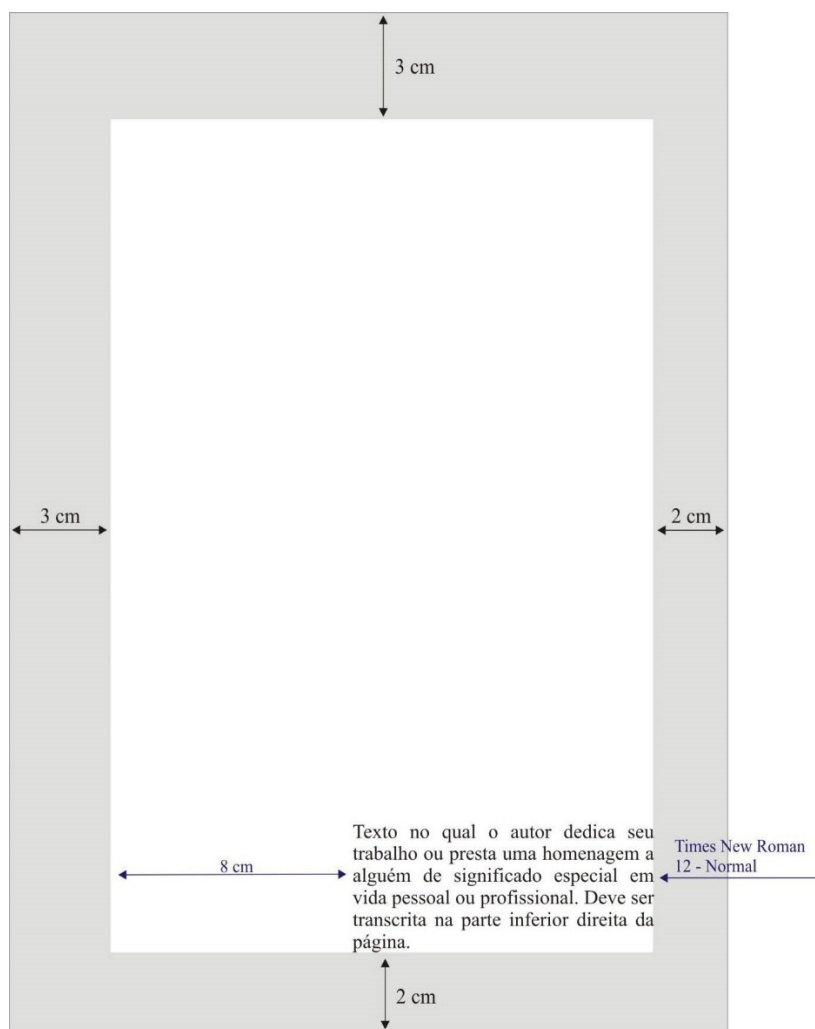 3 cm
3 cm
2 cm
Texto no qual o autor dedica seu
trabalho ou presta uma homenagem a
alguém de significado especial em
vida pessoal ou profissional. Deve ser
transcrita na parte inferior direita da
página.
8 cm
Times New Roman
12 - Normal
2 cm